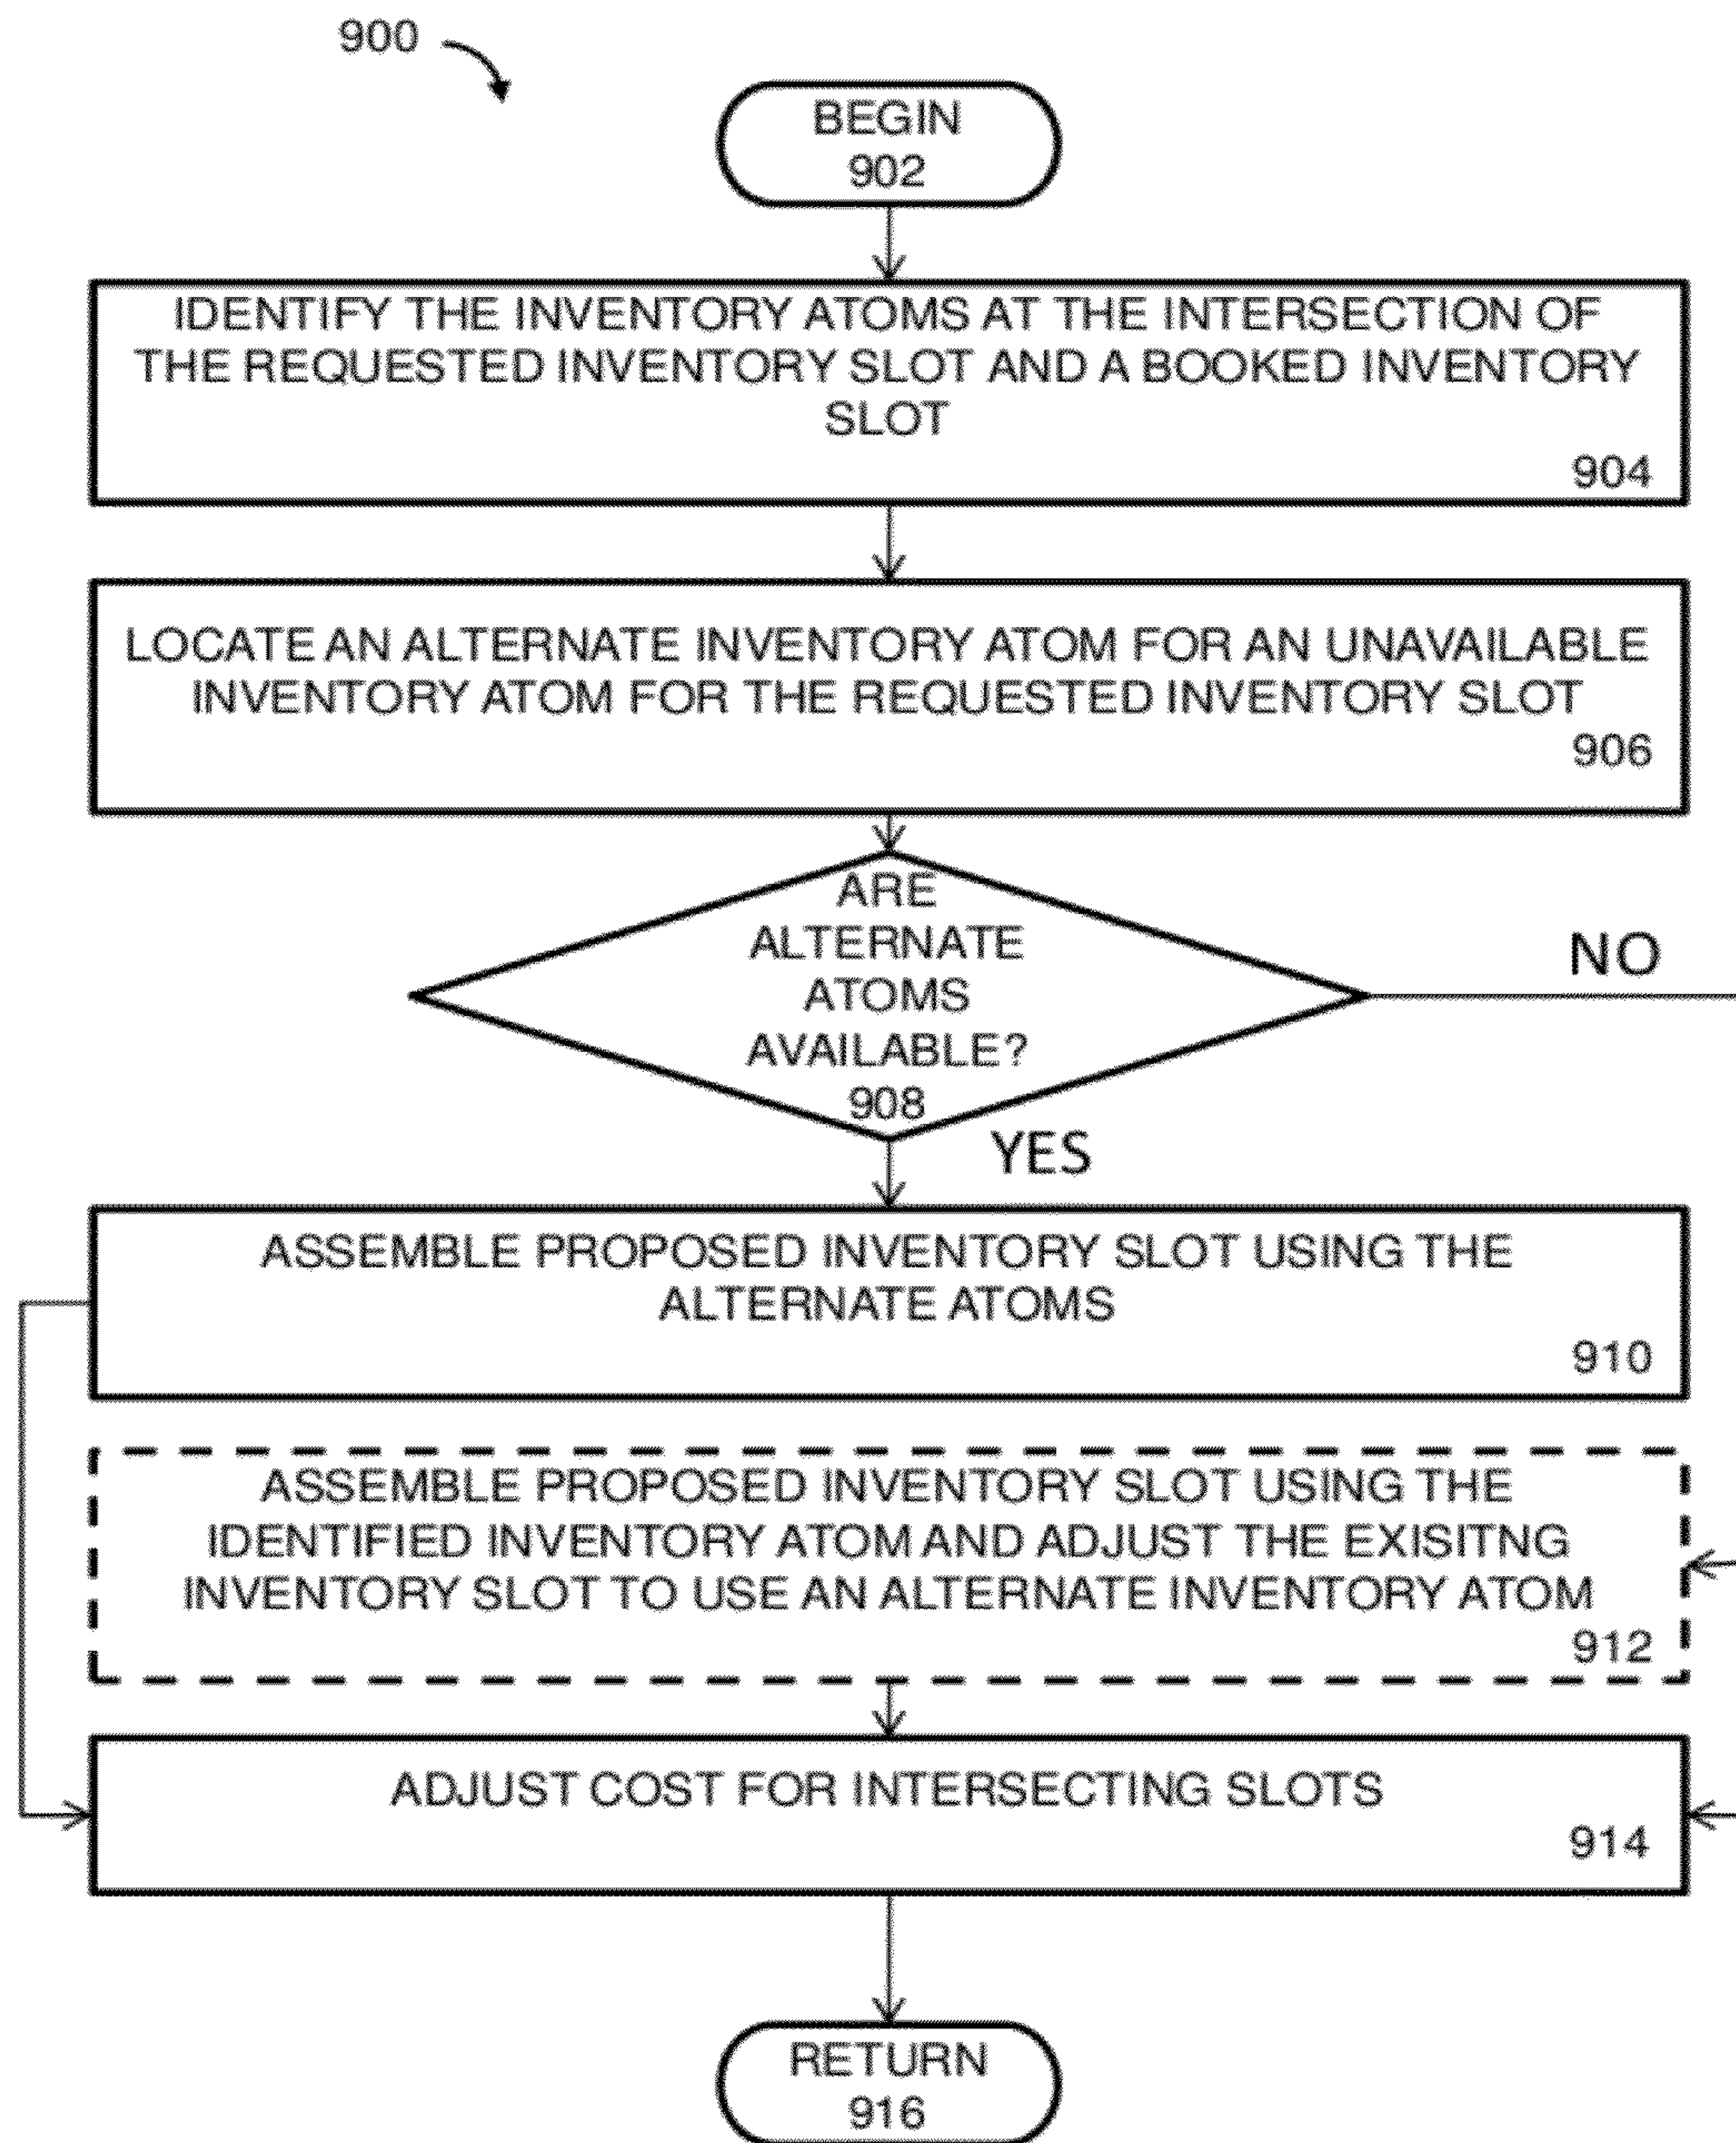 900
BEGIN
902
IDENTIFY THE INVENTORY ATOMS AT THE INTERSECTION OF
THE REQUESTED INVENTORY SLOT AND A BOOKED INVENTORY
SLOT
904
LOCATE AN ALTERNATE INVENTORY ATOM FOR AN UNAVAILABLE
INVENTORY ATOM FOR THE REQUESTED INVENTORY SLOT
906
ARE
ALTERNATE
ATOMS
AVAILABLE?
908
NO
YES
ASSEMBLE PROPOSED INVENTORY SLOT USING THE
ALTERNATE ATOMS
910
ASSEMBLE PROPOSED INVENTORY SLOT USING THE
IDENTIFIED INVENTORY ATOM AND ADJUST THE EXISITNG
INVENTORY SLOT TO USE AN ALTERNATE INVENTORY ATOM
912
ADJUST COST FOR INTERSECTING SLOTS
914
RETURN
916